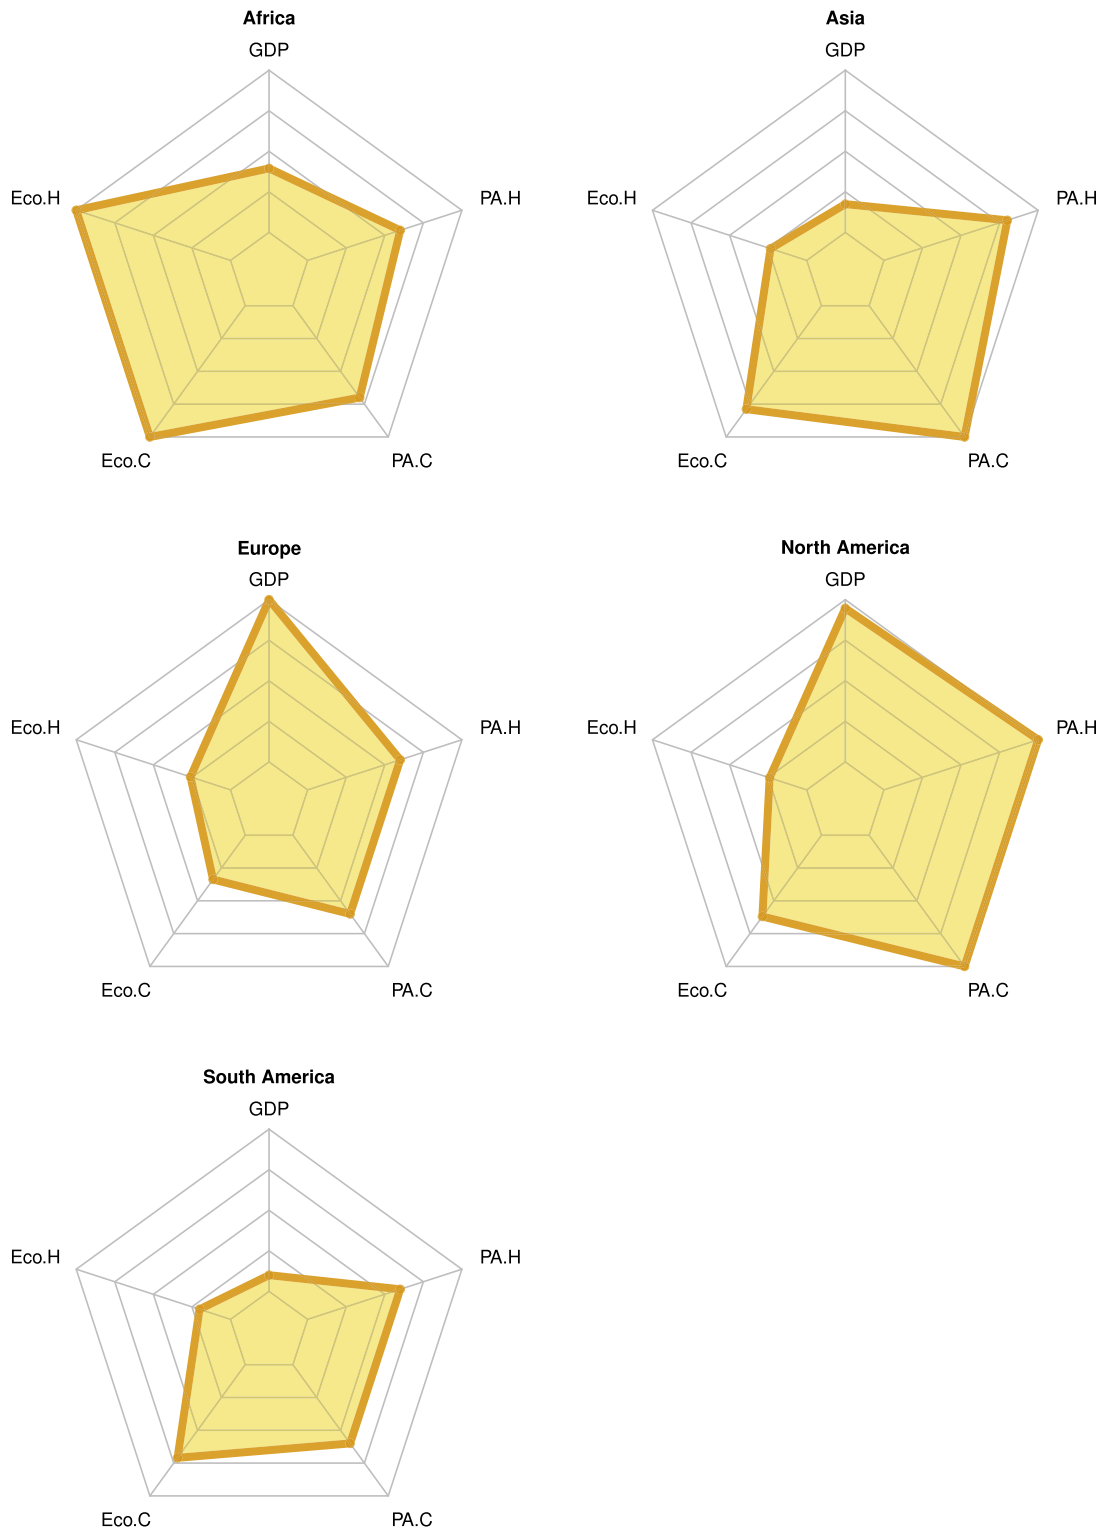 Africa
GDP
Eco.H
PA.H
Eco.C
PA.C
Asia
GDP
Eco.H
PA.H
Eco.C
PA.C
Europe
GDP
Eco.H
PA.H
Eco.C
PA.C
North America
GDP
Eco.H
PA.H
Eco.C
PA.C
South America
GDP
Eco.H
PA.H
Eco.C
PA.C